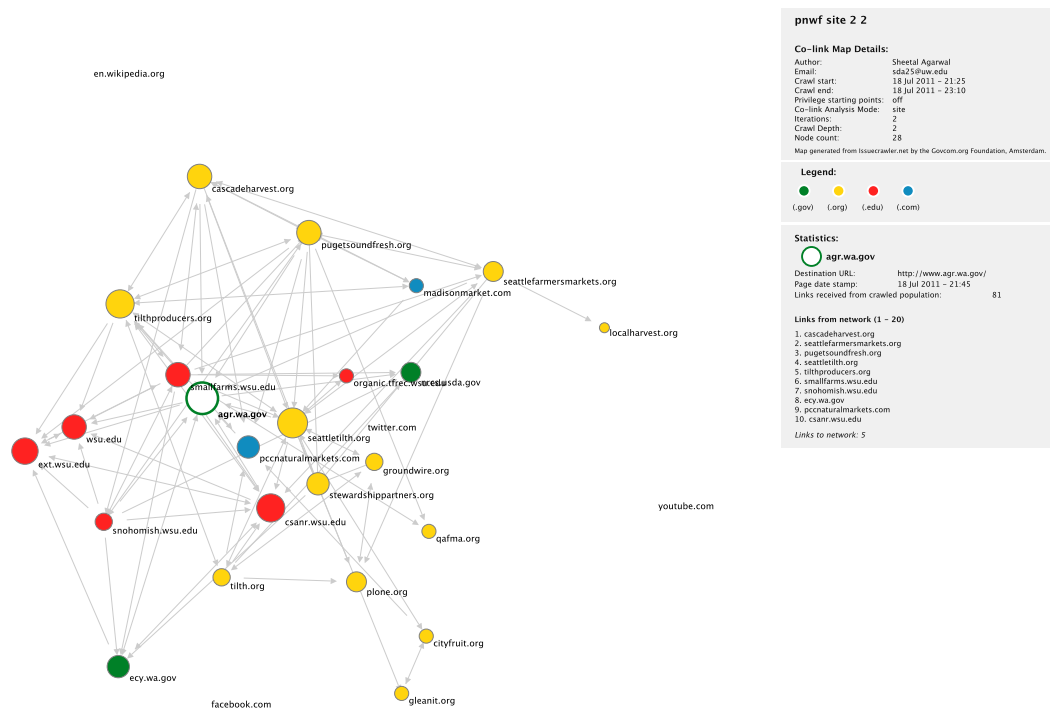 pnwf site 2 2
Co-link Map Details:
Author: Sheetal Agarwal
Email: sda25@uw.edu
Crawl start: 18 Jul 2011 - 21:25
Crawl end: 18 Jul 2011 - 23:10
Privilege starting points: off
Co-link Analysis Mode: site
Iterations: 2
Crawl Depth: 2
Node count: 28
Map generated from Issuecrawler.net by the Govcom.org Foundation, Amsterdam.
Legend:
(.gov) (.org) (.edu) (.com)
Statistics:
agr.wa.gov
Destination URL: http://www.agr.wa.gov/
Page date stamp: 18 Jul 2011 - 21:45
Links received from crawled population: 81
Links from network (1 - 20)
1. cascadeharvest.org
2. seattlefarmersmarkets.org
3. pugetsoundfresh.org
4. seattletilth.org
5. tilthproducers.org
6. smallfarms.wsu.edu
7. snohomish.wsu.edu
8. ecy.wa.gov
9. pccnaturalmarkets.com
10. csanr.wsu.edu
Links to network: 5
en.wikipedia.org
cascadeharvest.org
pugetsoundfresh.org
seattlefarmersmarkets.org
madisonmarket.com
tilthproducers.org
localharvest.org
smallfarms.wsu.edu
organic.tfrec.wsu.edu
usda.gov
agr.wa.gov
twitter.com
wsu.edu
seattletilth.org
pccnaturalmarkets.com
ext.wsu.edu
groundwire.org
stewardshippartners.org
youtube.com
csanr.wsu.edu
snohomish.wsu.edu
qafma.org
tilth.org
plone.org
cityfruit.org
ecy.wa.gov
gleanit.org
facebook.com